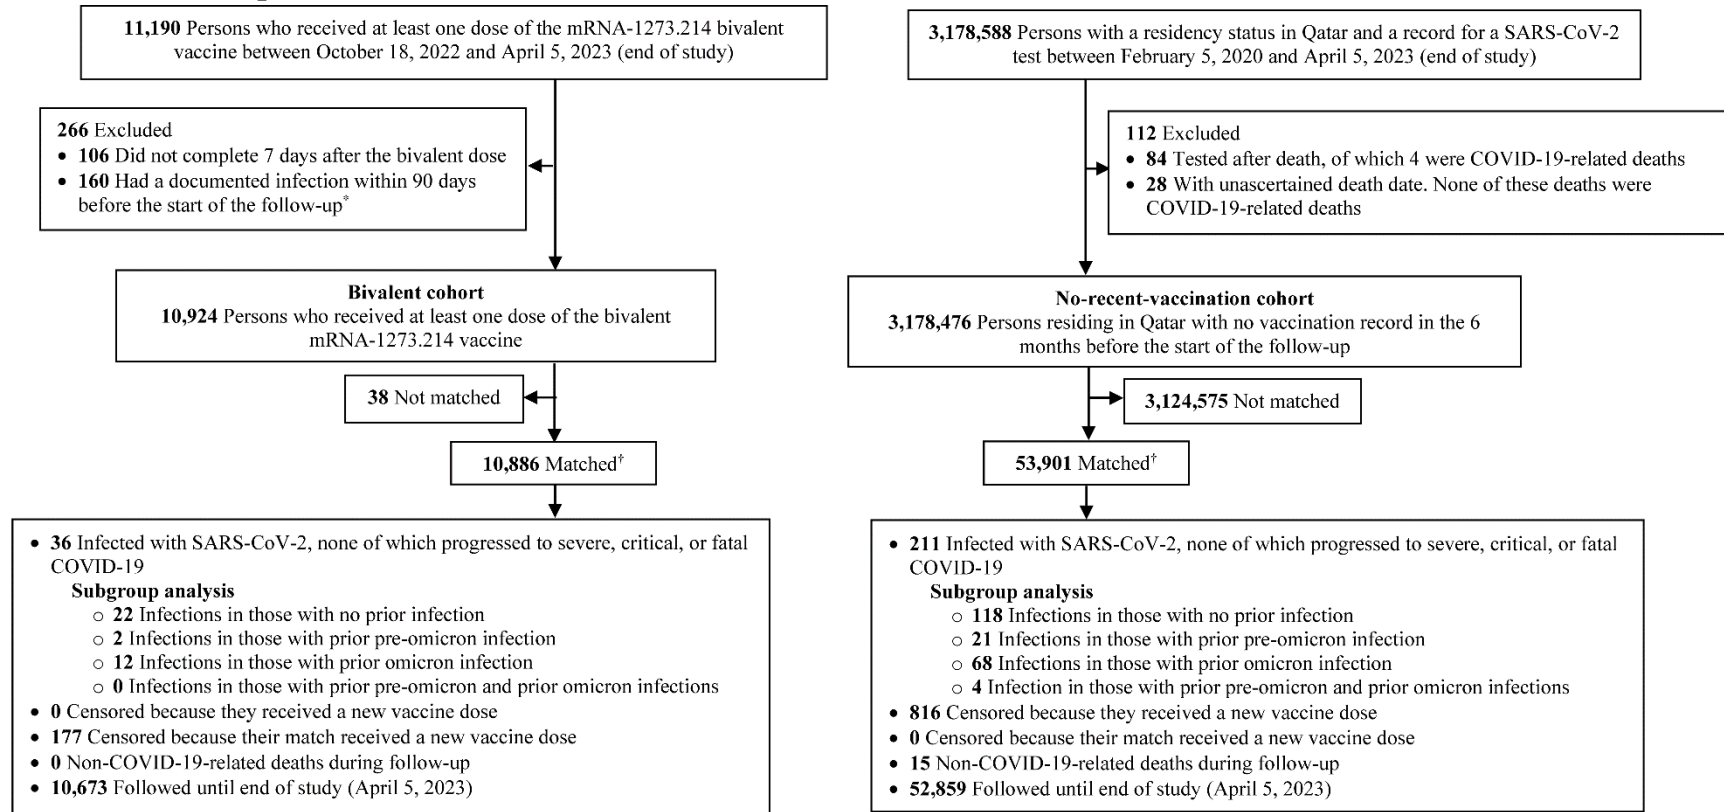 11,190 Persons who received at least one dose of the mRNA-1273.214 bivalent
vaccine between October 18, 2022 and April 5, 2023 (end of study)
266 Excluded
• 106 Did not complete 7 days after the bivalent dose
• 160 Had a documented infection within 90 days
before the start of the follow-up*
Bivalent cohort
10,924 Persons who received at least one dose of the bivalent
mRNA-1273.214 vaccine
38 Not matched
10,886 Matched†
• 36 Infected with SARS-CoV-2, none of which progressed to severe, critical, or fatal
COVID-19
Subgroup analysis
○ 22 Infections in those with no prior infection
○ 2 Infections in those with prior pre-omicron infection
○ 12 Infections in those with prior omicron infection
○ 0 Infections in those with prior pre-omicron and prior omicron infections
• 0 Censored because they received a new vaccine dose
• 177 Censored because their match received a new vaccine dose
• 0 Non-COVID-19-related deaths during follow-up
• 10,673 Followed until end of study (April 5, 2023)
3,178,588 Persons with a residency status in Qatar and a record for a SARS-CoV-2
test between February 5, 2020 and April 5, 2023 (end of study)
112 Excluded
• 84 Tested after death, of which 4 were COVID-19-related deaths
• 28 With unascertained death date. None of these deaths were
COVID-19-related deaths
No-recent-vaccination cohort
3,178,476 Persons residing in Qatar with no vaccination record in the 6
months before the start of the follow-up
3,124,575 Not matched
53,901 Matched†
• 211 Infected with SARS-CoV-2, none of which progressed to severe, critical, or fatal
COVID-19
Subgroup analysis
○ 118 Infections in those with no prior infection
○ 21 Infections in those with prior pre-omicron infection
○ 68 Infections in those with prior omicron infection
○ 4 Infection in those with prior pre-omicron and prior omicron infections
• 816 Censored because they received a new vaccine dose
• 0 Censored because their match received a new vaccine dose
• 15 Non-COVID-19-related deaths during follow-up
• 52,859 Followed until end of study (April 5, 2023)